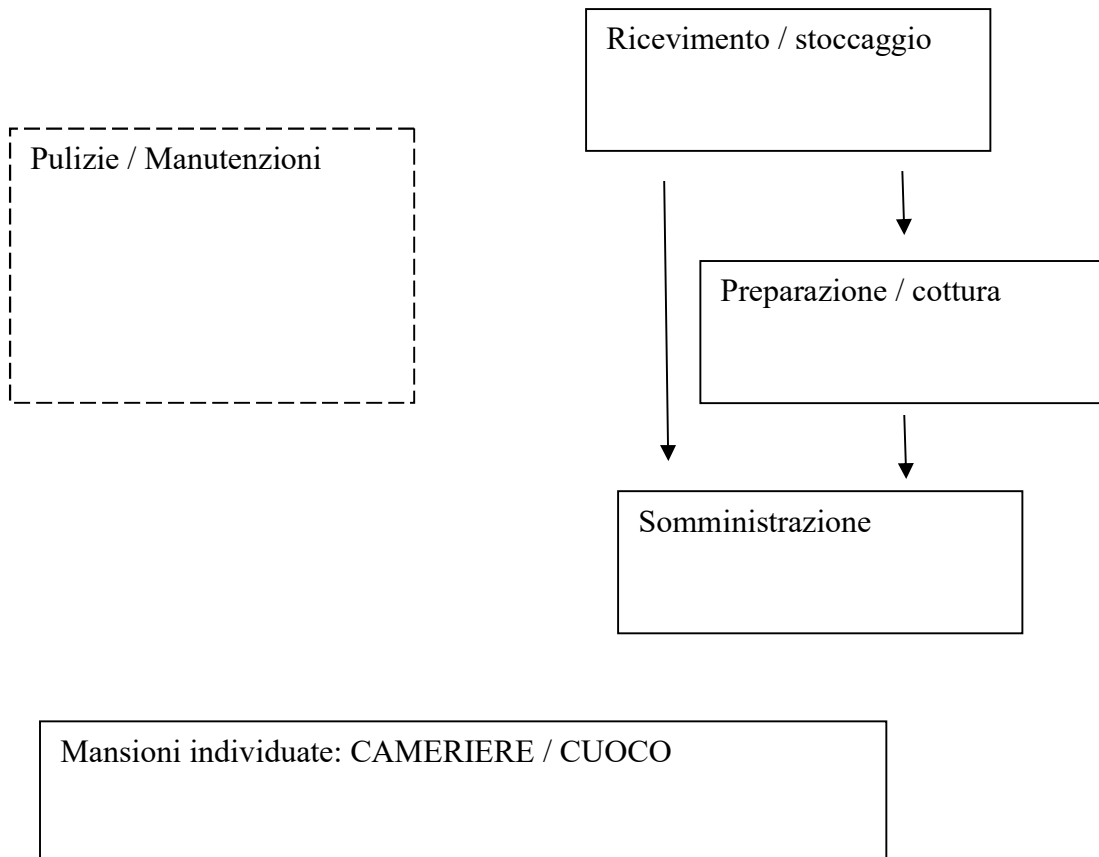 Ricevimento / stoccaggio
Pulizie / Manutenzioni
Preparazione / cottura
Somministrazione
Mansioni individuate: CAMERIERE / CUOCO